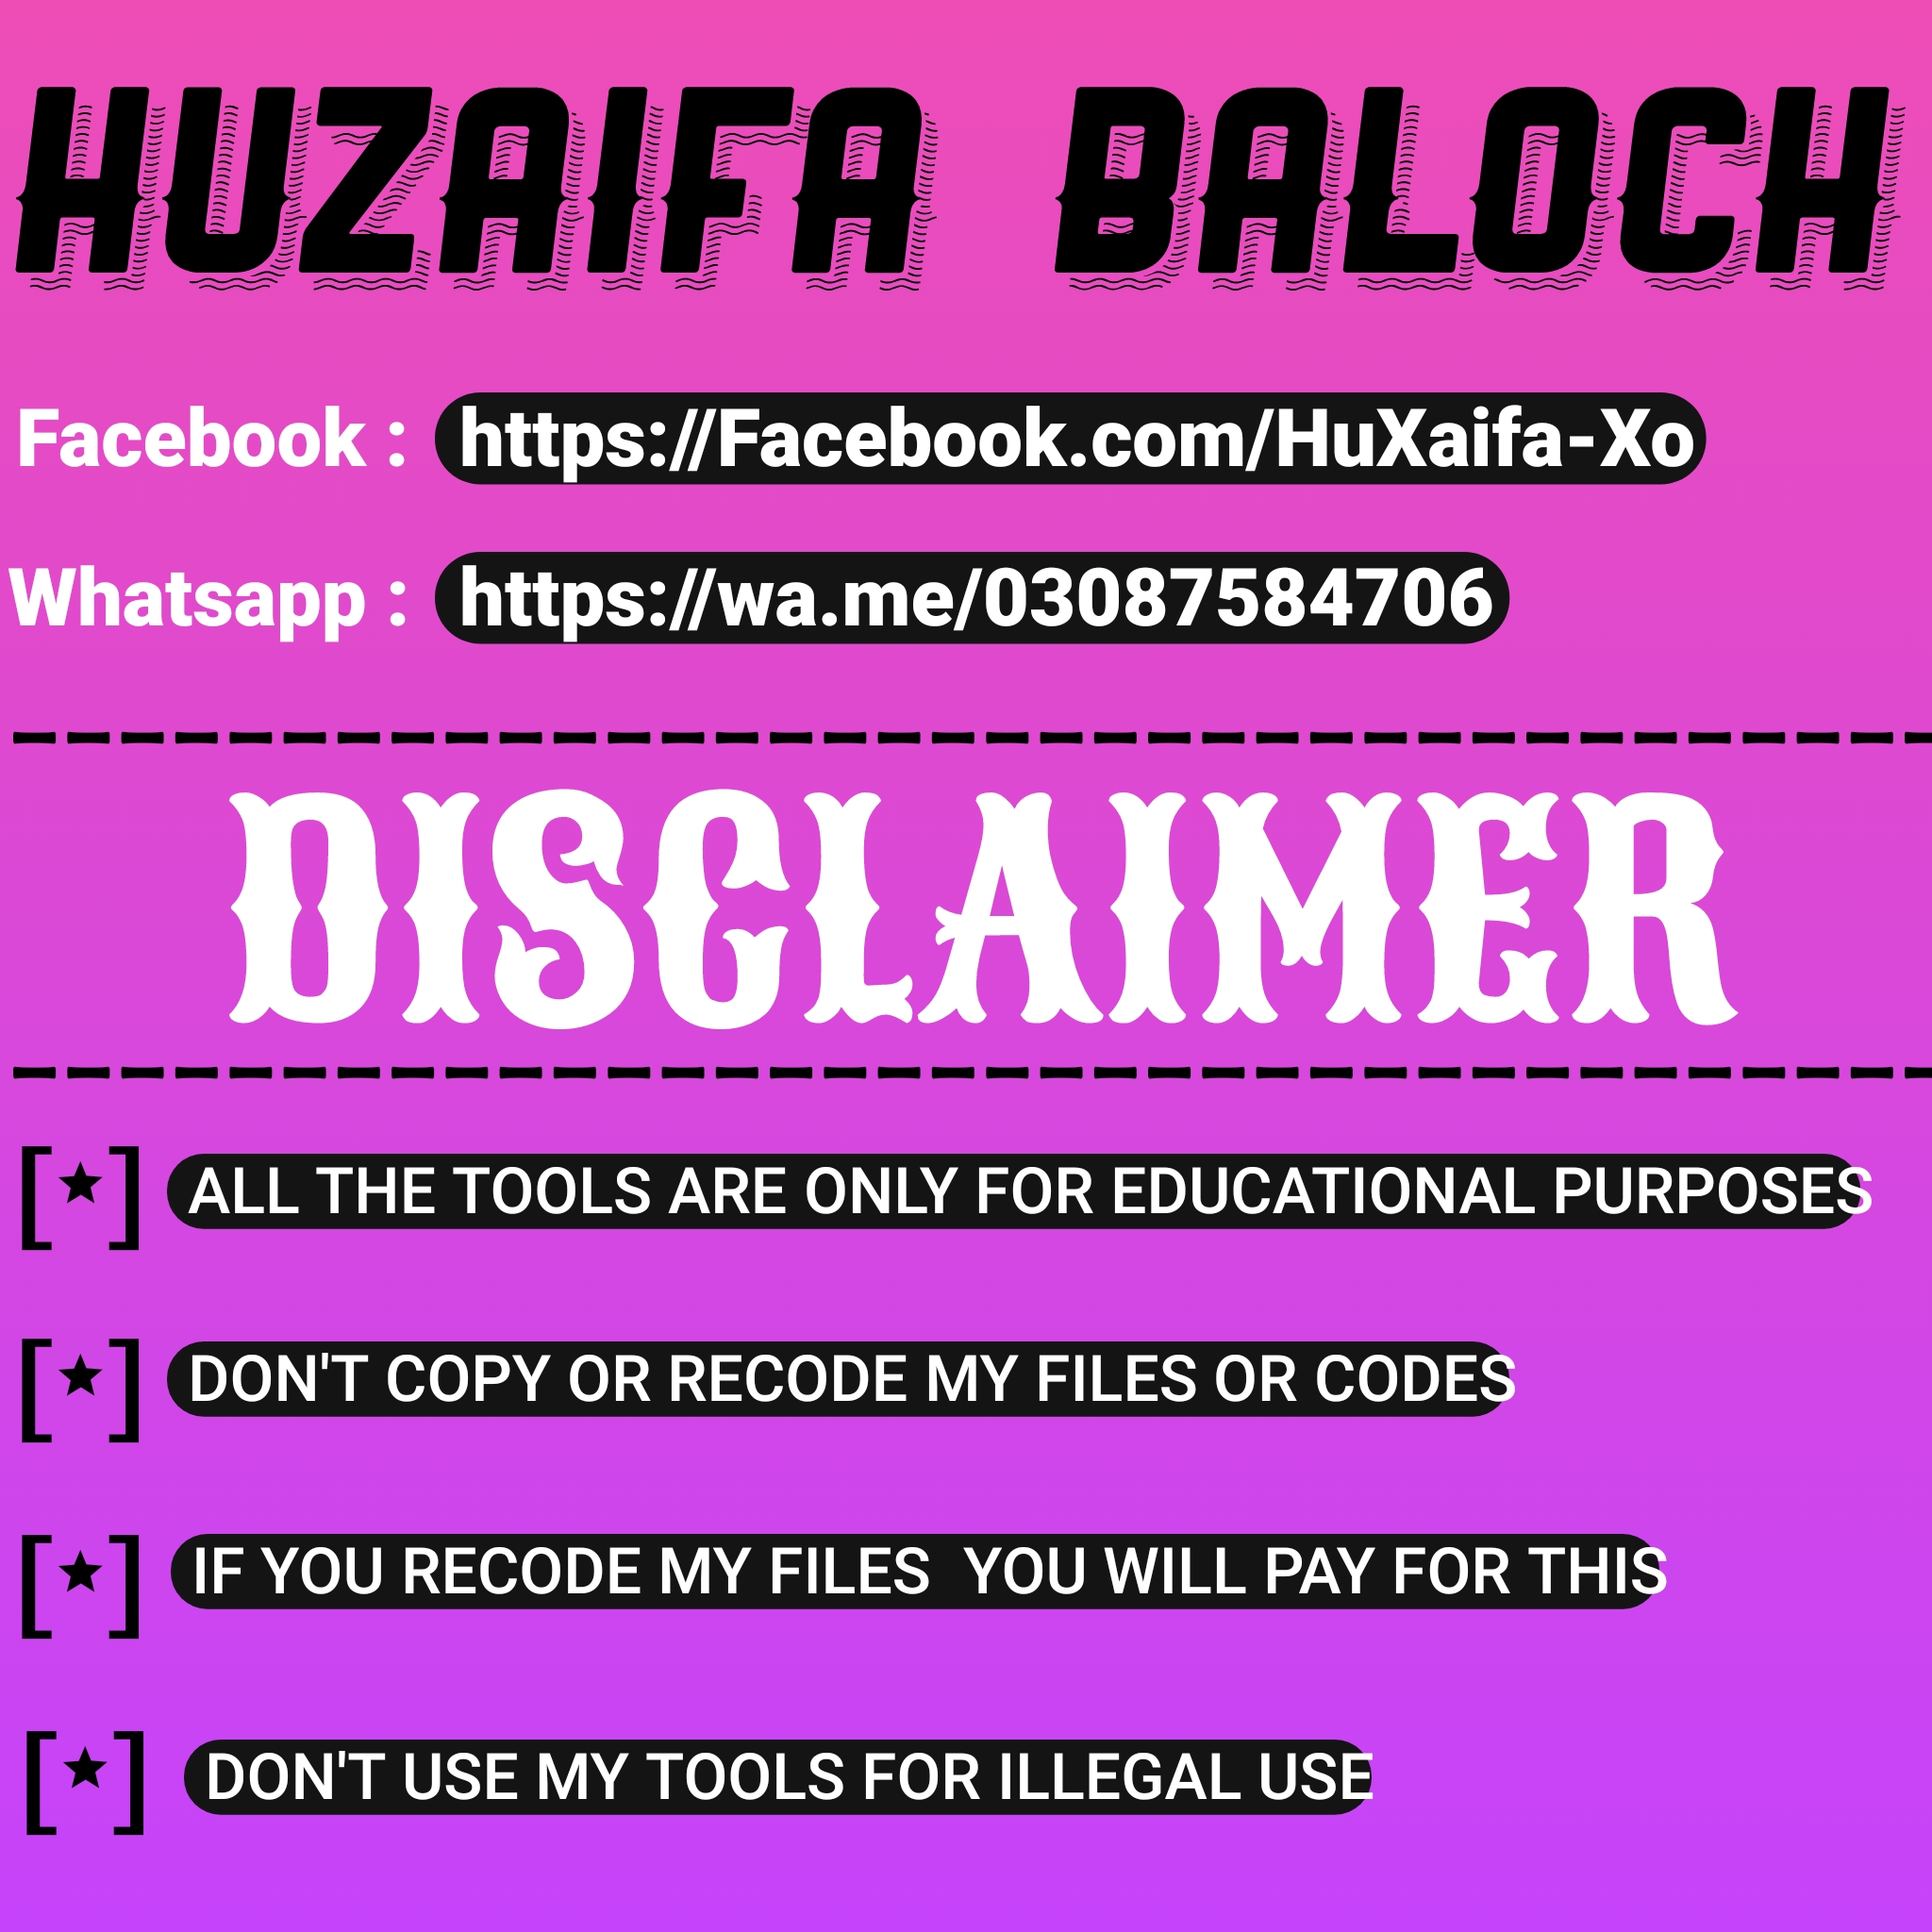 HUZAIFA BALOCH
Facebook : https://Facebook.com/HuXaifa-Xo
Whatsapp : https://wa.me/03087584706
DISCLAIMER
[★] ALL THE TOOLS ARE ONLY FOR EDUCATIONAL PURPOSES
[★] DON'T COPY OR RECODE MY FILES OR CODES
[★] IF YOU RECODE MY FILES  YOU WILL PAY FOR THIS
[★] DON'T USE MY TOOLS FOR ILLEGAL USE